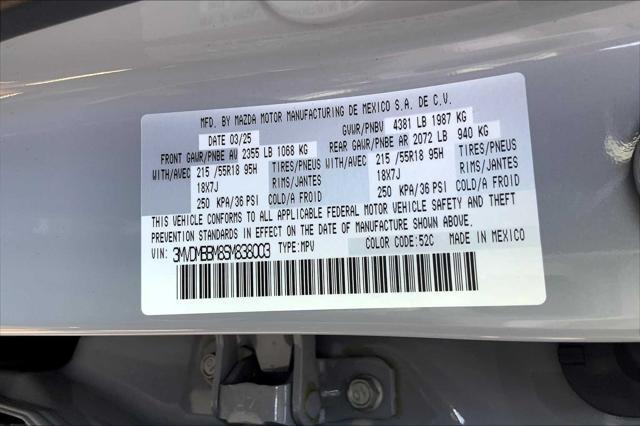 MFD. BY MAZDA MOTOR MANUFACTURING DE MEXICO S.A. DE C.V.
DATE 03/25 GVWR/PNBV 4381 LB 1987 KG
FRONT GAWR/PNBE AV 2355 LB 1068 KG REAR GAWR/PNBE AR 2072 LB 940 KG
WITH/AVEC 215 /55R18 95H TIRES/PNEUS WITH/AVEC 215 /55R18 95H TIRES/PNEUS
18X7J RIMS/JANTES 18X7J RIMS/JANTES
250 KPA/36 PSI COLD/A FROID 250 KPA/36 PSI COLD/A FROID
THIS VEHICLE CONFORMS TO ALL APPLICABLE FEDERAL MOTOR VEHICLE SAFETY AND THEFT
PREVENTION STANDARDS IN EFFECT ON THE DATE OF MANUFACTURE SHOWN ABOVE.
VIN: 3MVDMBBM8SM838003 TYPE:MPV COLOR CODE:52C MADE IN MEXICO